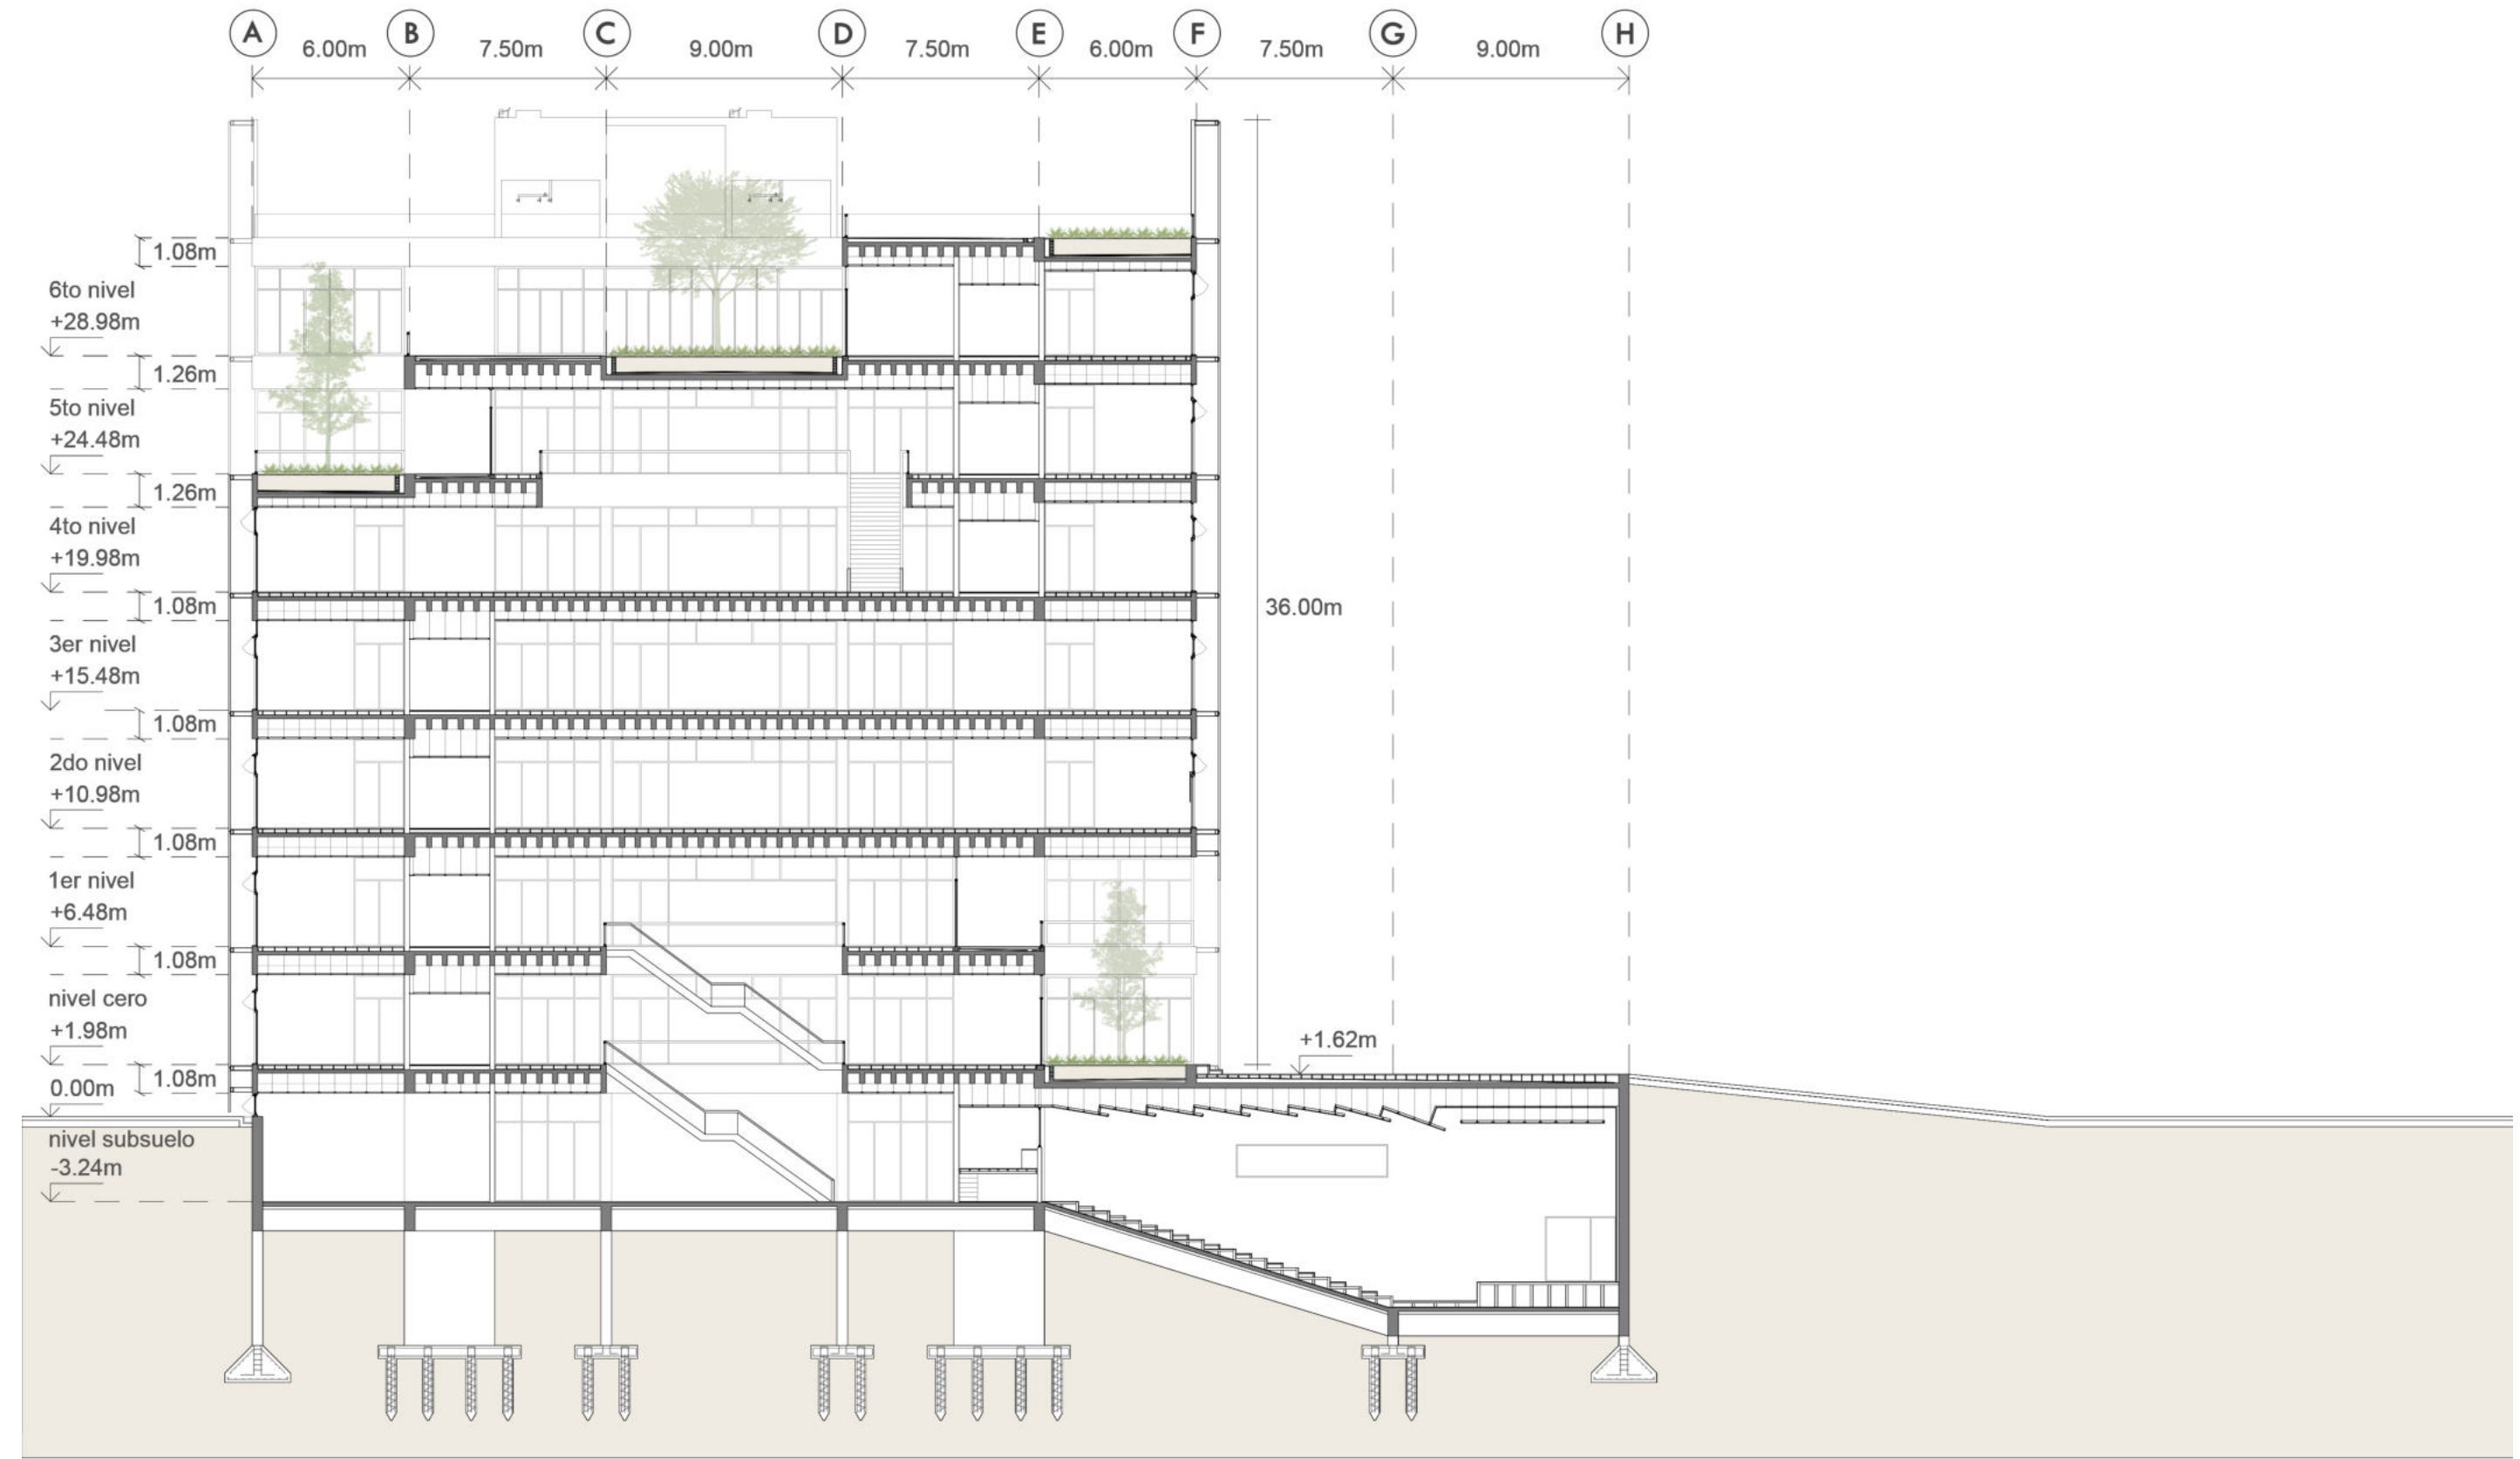 A B C D E F G H
6.00m 7.50m 9.00m 7.50m 6.00m 7.50m 9.00m
1.08m
6to nivel
+28.98m
1.26m
5to nivel
+24.48m
1.26m
4to nivel
+19.98m
1.08m
36.00m
3er nivel
+15.48m
1.08m
2do nivel
+10.98m
1.08m
1er nivel
+6.48m
1.08m
nivel cero
+1.98m
+1.62m
1.08m
0.00m
nivel subsuelo
-3.24m